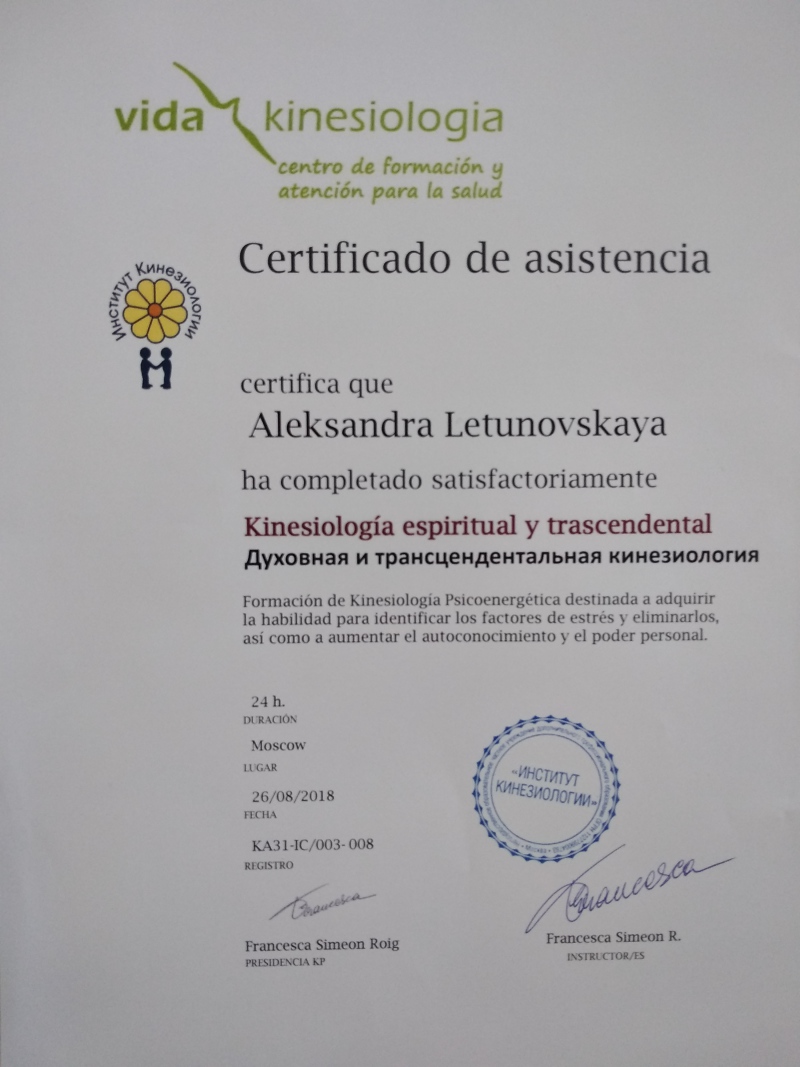 vida kinesiologia
centro de formación y
atención para la salud
Certificado de asistencia
Институт Кинезиологии
certifica que
Aleksandra Letunovskaya
ha completado satisfactoriamente
Kinesiología espiritual y trascendental
Духовная и трансцендентальная кинезиология
Formación de Kinesiología Psicoenergética destinada a adquirir
la habilidad para identificar los factores de estrés y eliminarlos,
así como a aumentar el autoconocimiento y el poder personal.
24 h.
DURACIÓN
Moscow
LUGAR
26/08/2018
FECHA
KA31-IC/003-008
REGISTRO
«ИНСТИТУТ
КИНЕЗИОЛОГИИ»
Francesca
Francesca
Francesca Simeon Roig
PRESIDENCIA KP
Francesca Simeon R.
INSTRUCTOR/ES